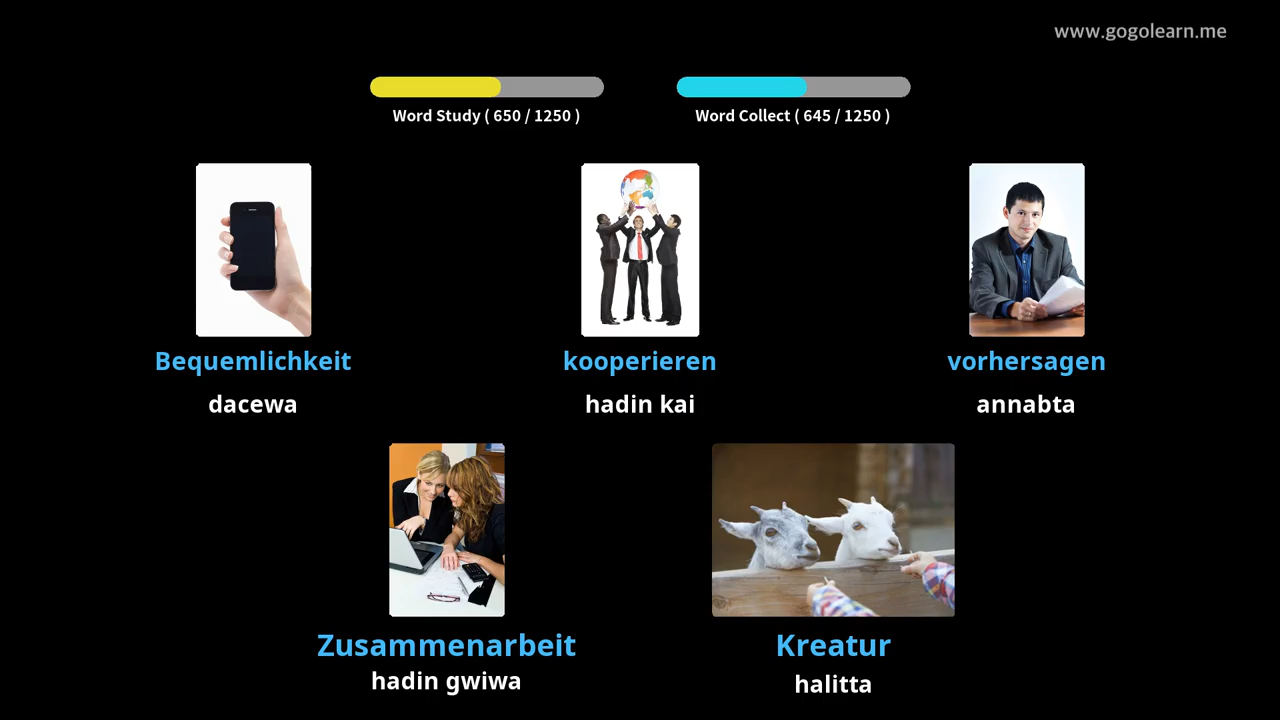 www.gogolearn.me
Word Study ( 650 / 1250 )
Word Collect ( 645 / 1250 )
Bequemlichkeit
dacewa
kooperieren
hadin kai
vorhersagen
annabta
Zusammenarbeit
hadin gwiwa
Kreatur
halitta